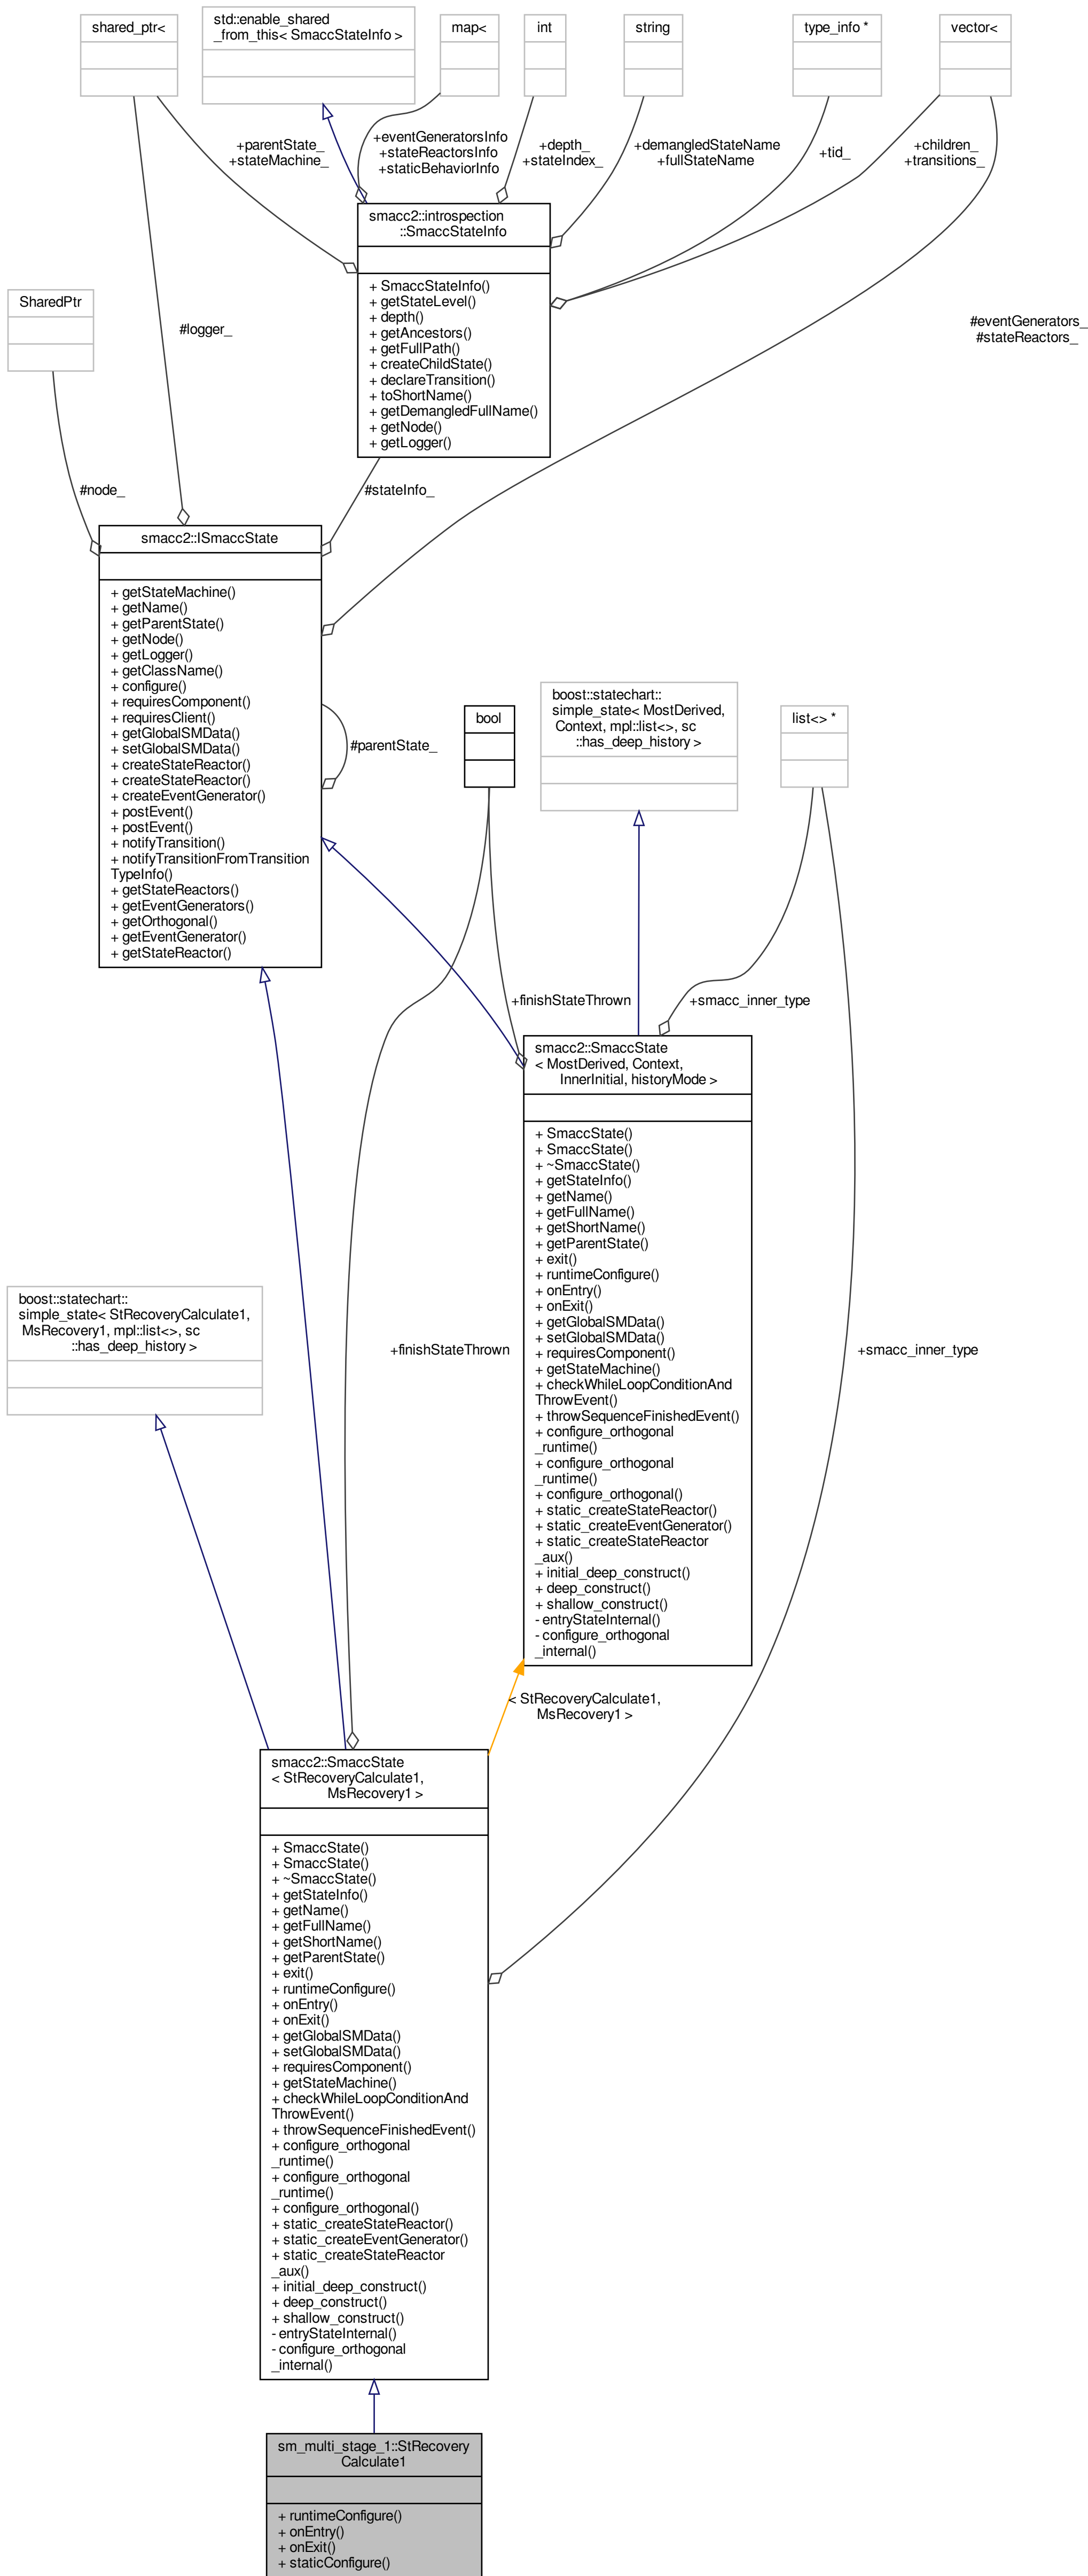 shared_ptr<
std::enable_shared
_from_this< SmaccStateInfo >
map<
int
string
type_info *
vector<
+parentState_
+stateMachine_
+eventGeneratorsInfo
+stateReactorsInfo
+staticBehaviorInfo
+depth_
+stateIndex_
+demangledStateName
+fullStateName
+tid_
+children_
+transitions_
smacc2::introspection
::SmaccStateInfo
+ SmaccStateInfo()
+ getStateLevel()
+ depth()
+ getAncestors()
+ getFullPath()
+ createChildState()
+ declareTransition()
+ toShortName()
+ getDemangledFullName()
+ getNode()
+ getLogger()
SharedPtr
#logger_
#eventGenerators_
#stateReactors_
#node_
#stateInfo_
smacc2::ISmaccState
+ getStateMachine()
+ getName()
+ getParentState()
+ getNode()
+ getLogger()
+ getClassName()
+ configure()
+ requiresComponent()
+ requiresClient()
+ getGlobalSMData()
+ setGlobalSMData()
+ createStateReactor()
+ createStateReactor()
+ createEventGenerator()
+ postEvent()
+ postEvent()
+ notifyTransition()
+ notifyTransitionFromTransition
TypeInfo()
+ getStateReactors()
+ getEventGenerators()
+ getOrthogonal()
+ getEventGenerator()
+ getStateReactor()
#parentState_
bool
boost::statechart::
simple_state< MostDerived,
Context, mpl::list<>, sc
::has_deep_history >
list<> *
+finishStateThrown
+smacc_inner_type
smacc2::SmaccState
< MostDerived, Context,
InnerInitial, historyMode >
+ SmaccState()
+ SmaccState()
+ ~SmaccState()
+ getStateInfo()
+ getName()
+ getFullName()
+ getShortName()
+ getParentState()
+ exit()
+ runtimeConfigure()
+ onEntry()
+ onExit()
+ getGlobalSMData()
+ setGlobalSMData()
+ requiresComponent()
+ getStateMachine()
+ checkWhileLoopConditionAnd
ThrowEvent()
+ throwSequenceFinishedEvent()
+ configure_orthogonal
_runtime()
+ configure_orthogonal
_runtime()
+ configure_orthogonal()
+ static_createStateReactor()
+ static_createEventGenerator()
+ static_createStateReactor
_aux()
+ initial_deep_construct()
+ deep_construct()
+ shallow_construct()
- entryStateInternal()
- configure_orthogonal
_internal()
boost::statechart::
simple_state< StRecoveryCalculate1,
MsRecovery1, mpl::list<>, sc
::has_deep_history >
+finishStateThrown
+smacc_inner_type
< StRecoveryCalculate1,
MsRecovery1 >
smacc2::SmaccState
< StRecoveryCalculate1,
MsRecovery1 >
+ SmaccState()
+ SmaccState()
+ ~SmaccState()
+ getStateInfo()
+ getName()
+ getFullName()
+ getShortName()
+ getParentState()
+ exit()
+ runtimeConfigure()
+ onEntry()
+ onExit()
+ getGlobalSMData()
+ setGlobalSMData()
+ requiresComponent()
+ getStateMachine()
+ checkWhileLoopConditionAnd
ThrowEvent()
+ throwSequenceFinishedEvent()
+ configure_orthogonal
_runtime()
+ configure_orthogonal
_runtime()
+ configure_orthogonal()
+ static_createStateReactor()
+ static_createEventGenerator()
+ static_createStateReactor
_aux()
+ initial_deep_construct()
+ deep_construct()
+ shallow_construct()
- entryStateInternal()
- configure_orthogonal
_internal()
sm_multi_stage_1::StRecovery
Calculate1
+ runtimeConfigure()
+ onEntry()
+ onExit()
+ staticConfigure()